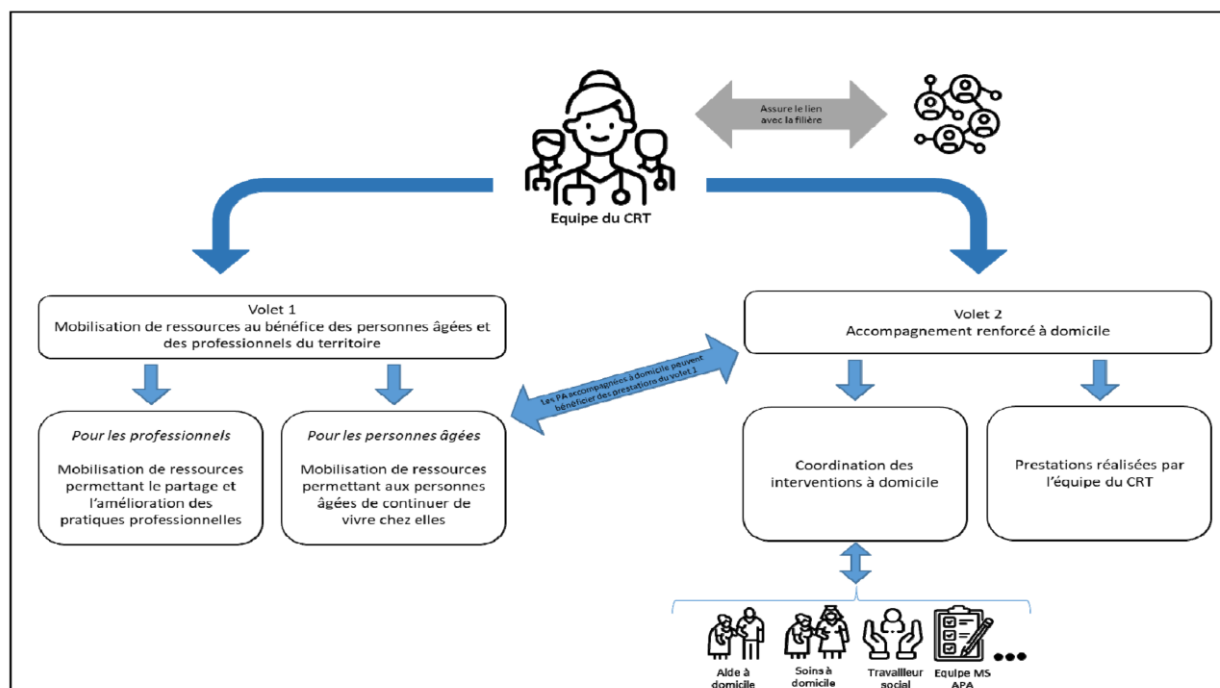 Assure le lien
avec la filière
Equipe du CRT
Volet 1
Mobilisation de ressources au bénéfice des personnes âgées et
des professionnels du territoire
Volet 2
Accompagnement renforcé à domicile
Les PA accompagnées à domicile peuvent
bénéficier des prestations du volet 1
Pour les professionnels
Mobilisation de ressources
permettant le partage et
l'amélioration des
pratiques professionnelles
Pour les personnes âgées
Mobilisation de ressources
permettant aux personnes
âgées de continuer de
vivre chez elles
Coordination des
interventions à domicile
Prestations réalisées par
l'équipe du CRT
Aide à
domicile
Soins à
domicile
Travailleur
social
Equipe MS
APA
...